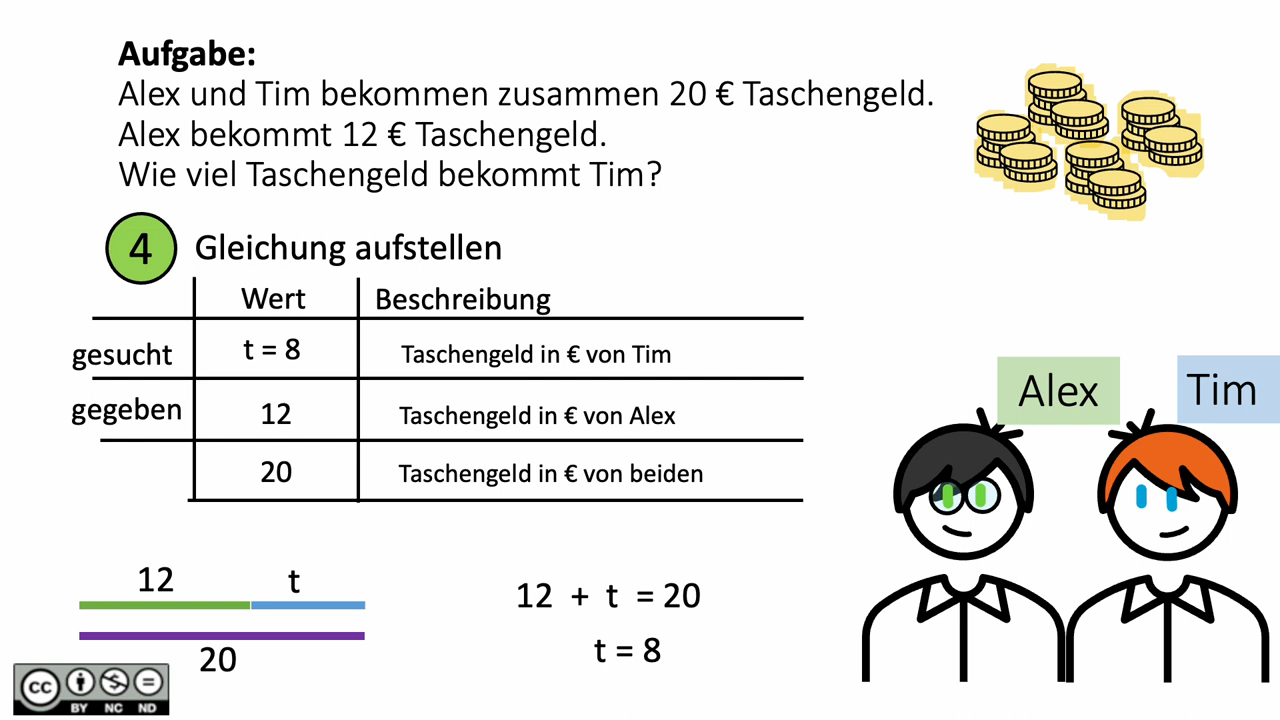 Aufgabe:
Alex und Tim bekommen zusammen 20 € Taschengeld.
Alex bekommt 12 € Taschengeld.
Wie viel Taschengeld bekommt Tim?
4 Gleichung aufstellen
Wert Beschreibung
gesucht t = 8 Taschengeld in € von Tim
gegeben 12 Taschengeld in € von Alex
20 Taschengeld in € von beiden
Alex Tim
12 t
20
12 + t = 20
t = 8
cc BY NC ND